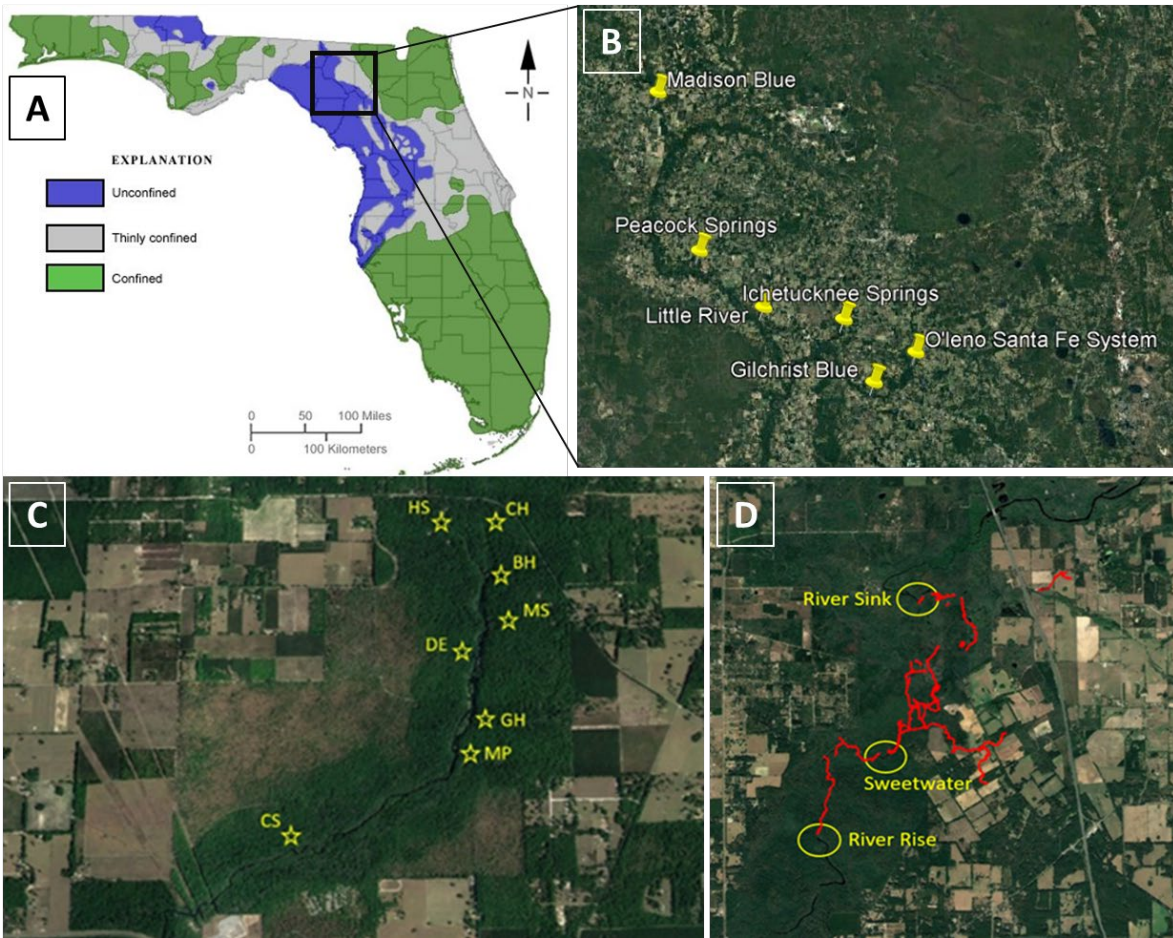 A
N
EXPLANATION
Unconfined
Thinly confined
Confined
0 50 100 Miles
0 100 Kilometers
B
Madison Blue
Peacock Springs
Ichetucknee Springs
Little River
O'leno Santa Fe System
Gilchrist Blue
C
HS
CH
BH
MS
DE
GH
MP
CS
D
River Sink
Sweetwater
River Rise